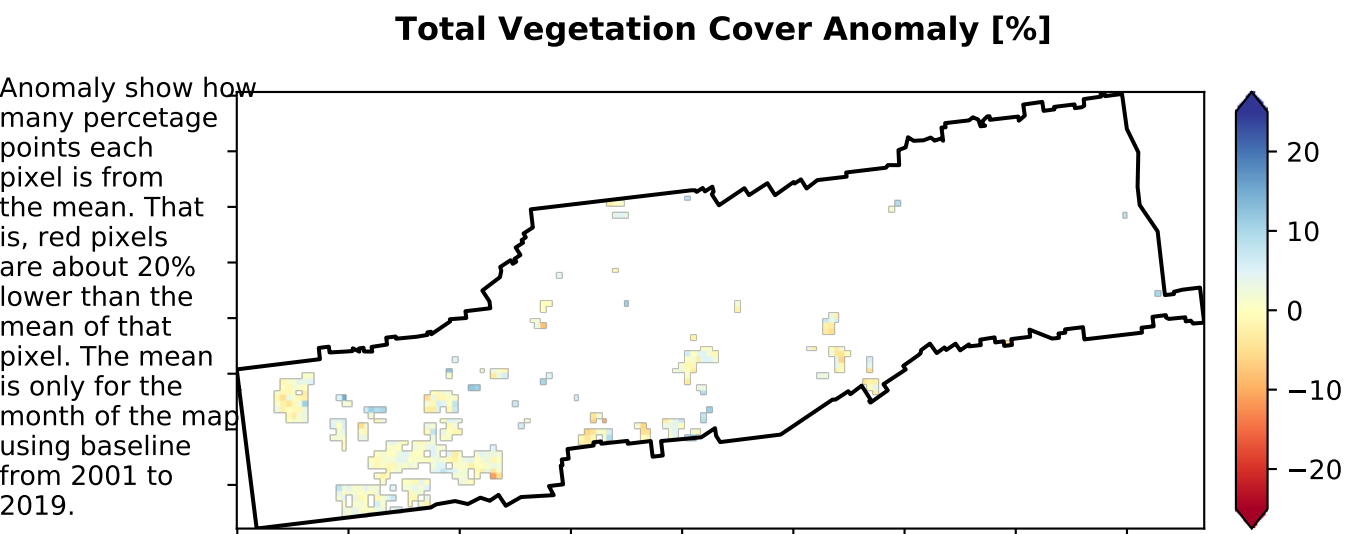 Total Vegetation Cover Anomaly [%]
Anomaly show how
many percetage
points each
pixel is from
the mean. That
is, red pixels
are about 20%
lower than the
mean of that
pixel. The mean
is only for the
month of the map
using baseline
from 2001 to
2019.
20
10
0
−10
−20